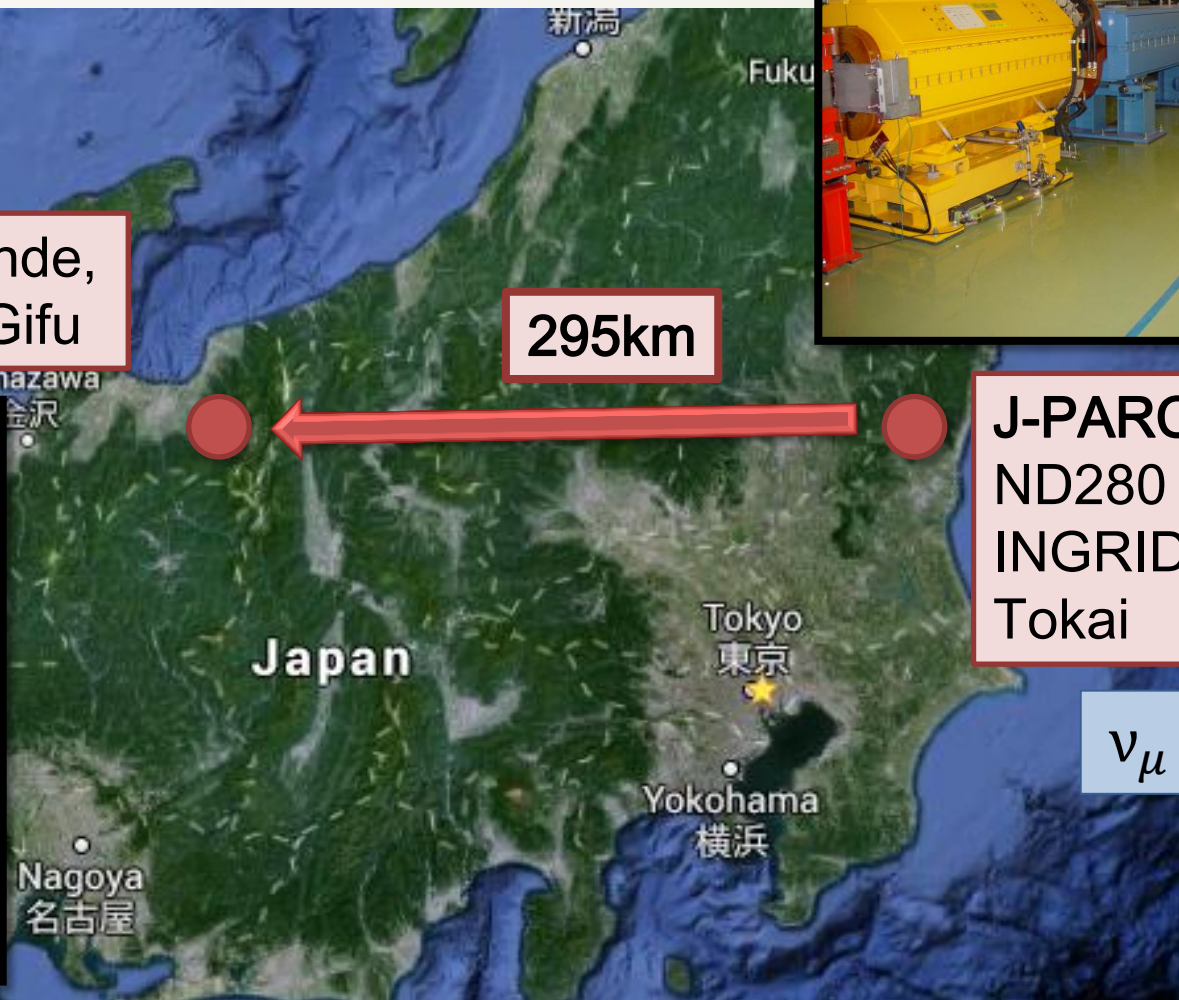 新潟
Fuku
nde,
Gifu
295km
nazawa
金沢
J-PARC
ND280
INGRID
Tokai
Tokyo
東京
Japan
ν_μ
Yokohama
横浜
Nagoya
名古屋